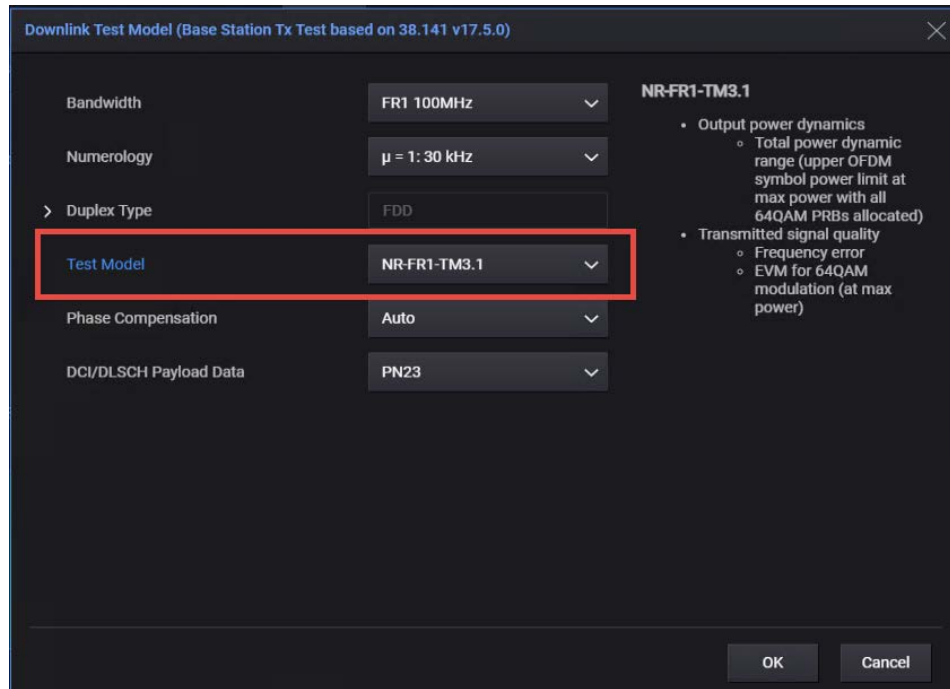 Downlink Test Model (Base Station Tx Test based on 38.141 v17.5.0)
Bandwidth
FR1 100MHz
Numerology
μ = 1: 30 kHz
Duplex Type
FDD
Test Model
NR-FR1-TM3.1
Phase Compensation
Auto
DCI/DLSCH Payload Data
PN23
NR-FR1-TM3.1
• Output power dynamics
◦ Total power dynamic
range (upper OFDM
symbol power limit at
max power with all
64QAM PRBs allocated)
• Transmitted signal quality
◦ Frequency error
◦ EVM for 64QAM
modulation (at max
power)
OK
Cancel